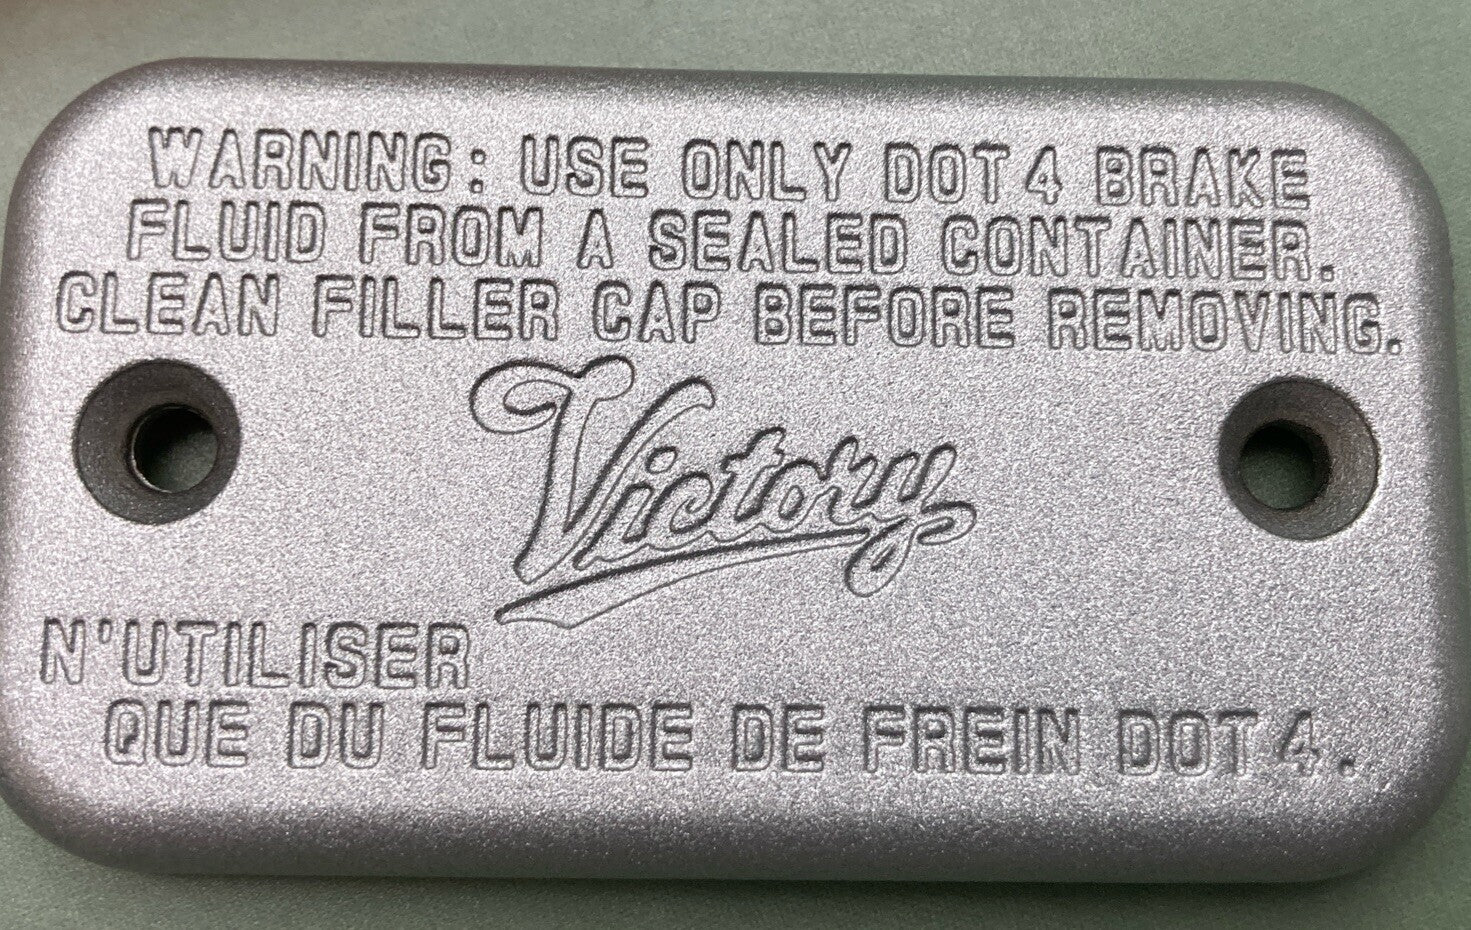 WARNING: USE ONLY DOT 4 BRAKE
FLUID FROM A SEALED CONTAINER.
CLEAN FILLER CAP BEFORE REMOVING.
Victory
N'UTILISER
QUE DU FLUIDE DE FREIN DOT 4.